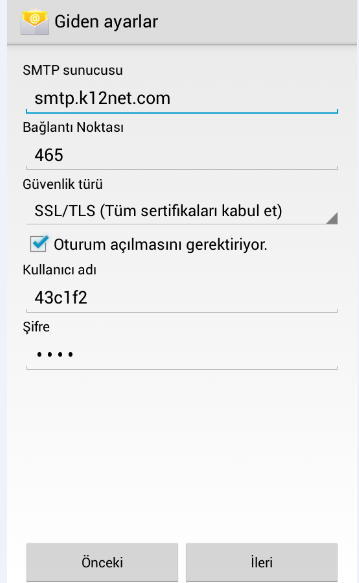 Giden ayarlar
SMTP sunucusu
smtp.k12net.com
Bağlantı Noktası
465
Güvenlik türü
SSL/TLS (Tüm sertifikaları kabul et)
Oturum açılmasını gerektiriyor.
Kullanıcı adı
43c1f2
Şifre
••••
Önceki İleri